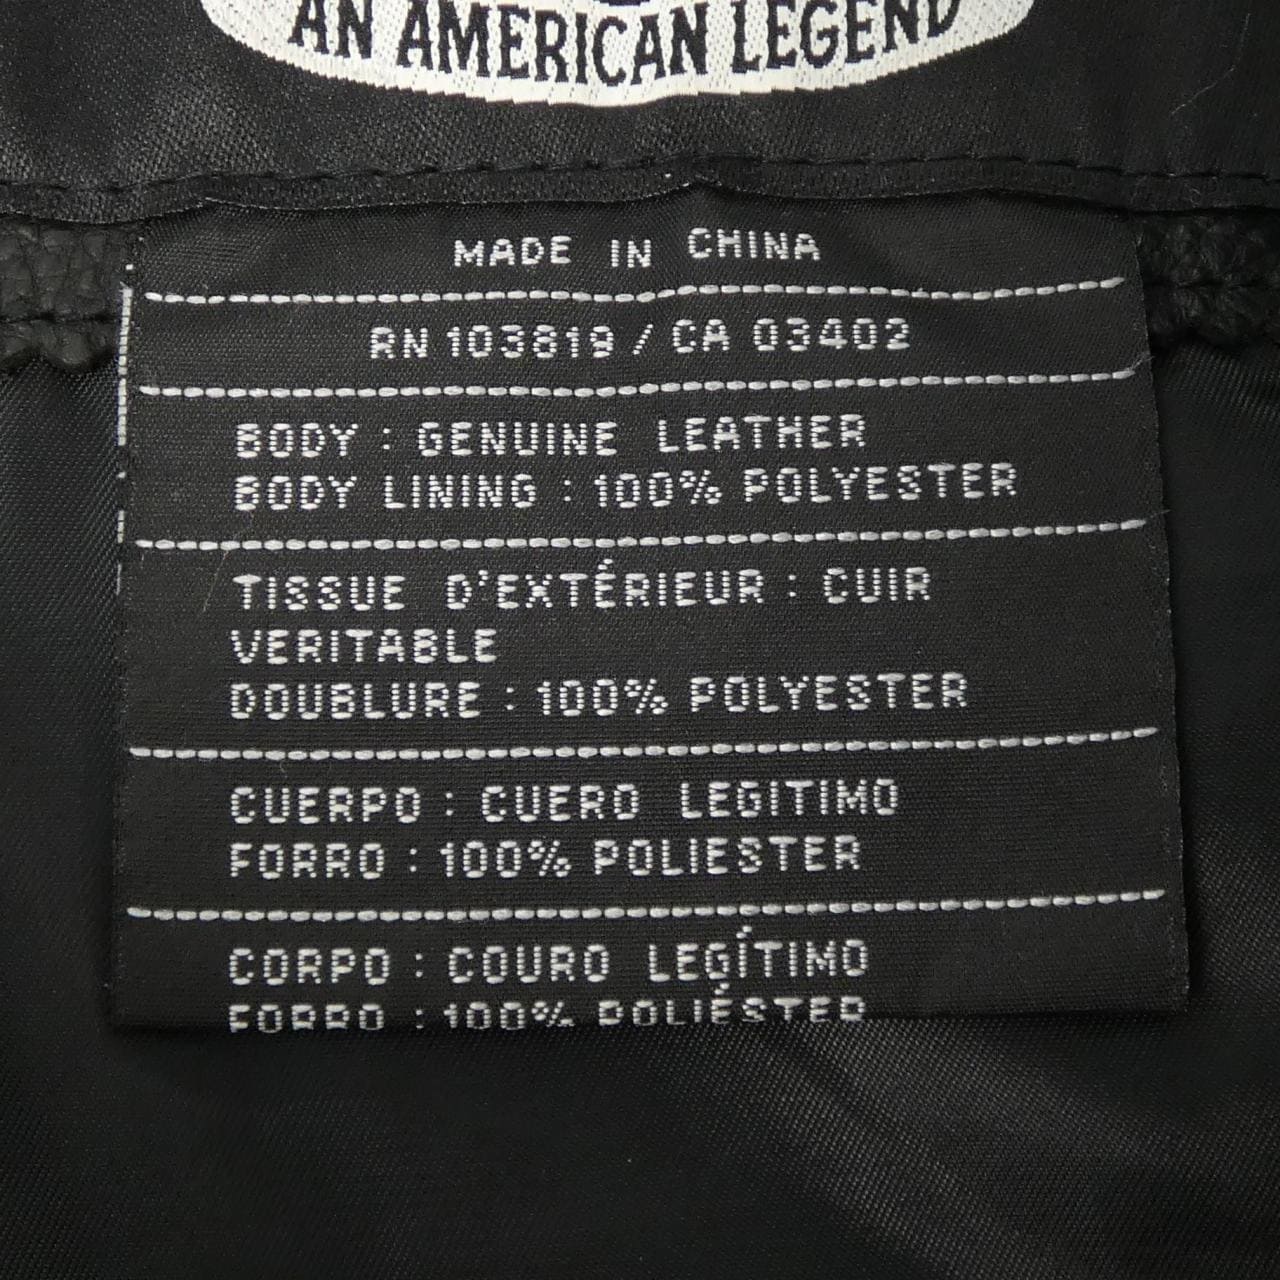 AN AMERICAN LEGEND
MADE IN CHINA
RN 103819 / CA 03402
BODY : GENUINE LEATHER
BODY LINING : 100% POLYESTER
TISSUE D'EXTÉRIEUR : CUIR
VERITABLE
DOUBLURE : 100% POLYESTER
CUERPO : CUERO LEGITIMO
FORRO : 100% POLIESTER
CORPO : COURO LEGÍTIMO
FORRO : 100% POLIÉSTER